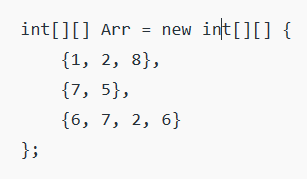 int[][] Arr = new int[][] {
    {1, 2, 8},
    {7, 5},
    {6, 7, 2, 6}
};